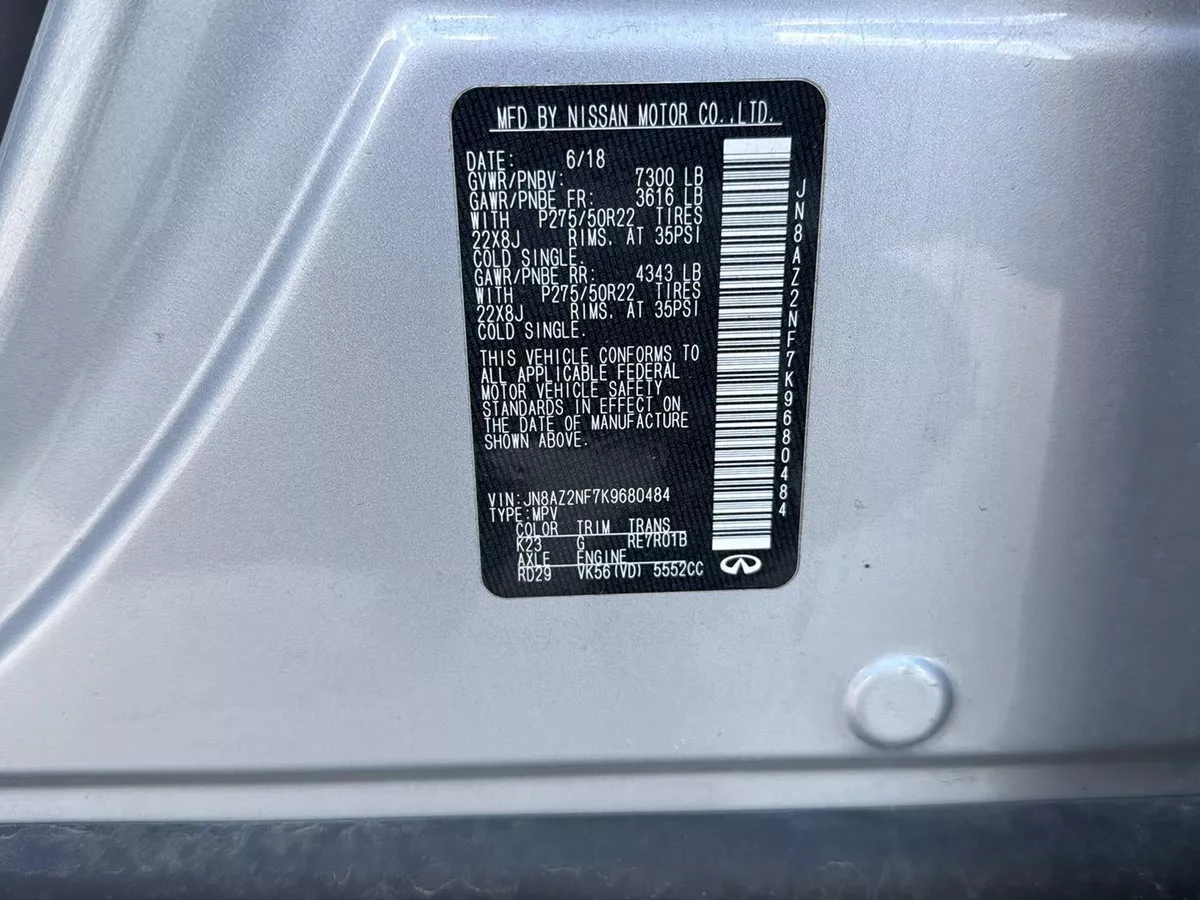 MFD BY NISSAN MOTOR CO.,LTD.
DATE: 6/18
GVWR/PNBV: 7300 LB
GAWR/PNBE FR: 3616 LB
WITH P275/50R22 TIRES
22X8J RIMS. AT 35PSI
COLD SINGLE.
GAWR/PNBE RR: 4343 LB
WITH P275/50R22 TIRES
22X8J RIMS. AT 35PSI
COLD SINGLE.
THIS VEHICLE CONFORMS TO
ALL APPLICABLE FEDERAL
MOTOR VEHICLE SAFETY
STANDARDS IN EFFECT ON
THE DATE OF MANUFACTURE
SHOWN ABOVE.
VIN:JN8AZ2NF7K9680484
TYPE:MPV
COLOR TRIM TRANS
K23 G RE7R01B
AXLE ENGINE
RD29 VK56(VD) 5552CC
JN8AZ2NF7K9680484